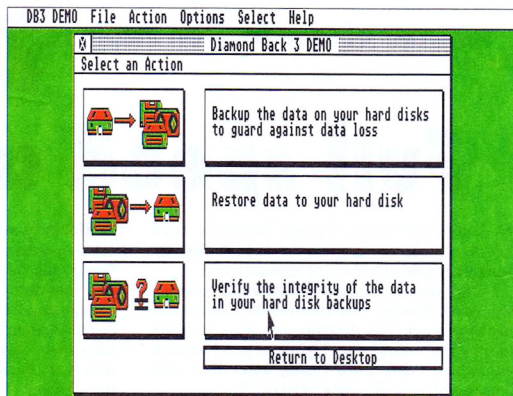 DB3 DEMO File Action Options Select Help
Diamond Back 3 DEMO
Select an Action
Backup the data on your hard disks
to guard against data loss
Restore data to your hard disk
?
Verify the integrity of the data
in your hard disk backups
Return to Desktop